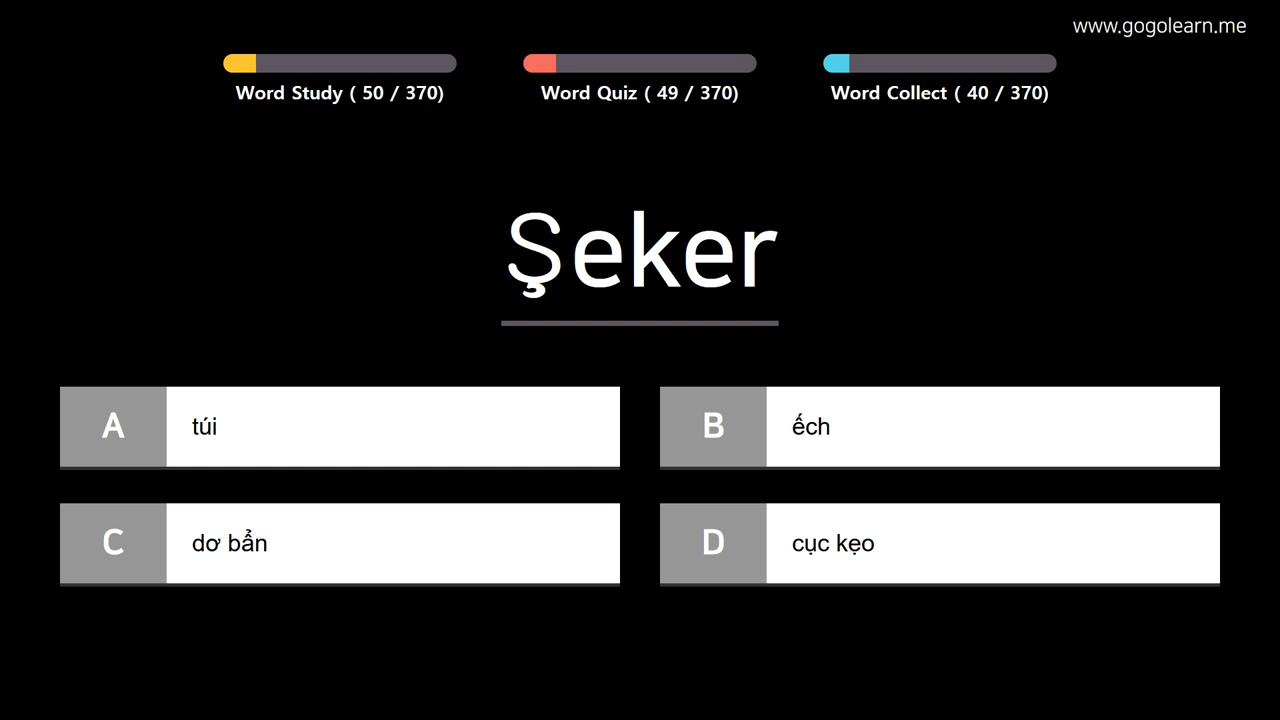 www.gogolearn.me
Word Study ( 50 / 370)
Word Quiz ( 49 / 370)
Word Collect ( 40 / 370)
Şeker
A túi
B ếch
C dơ bẩn
D cục kẹo